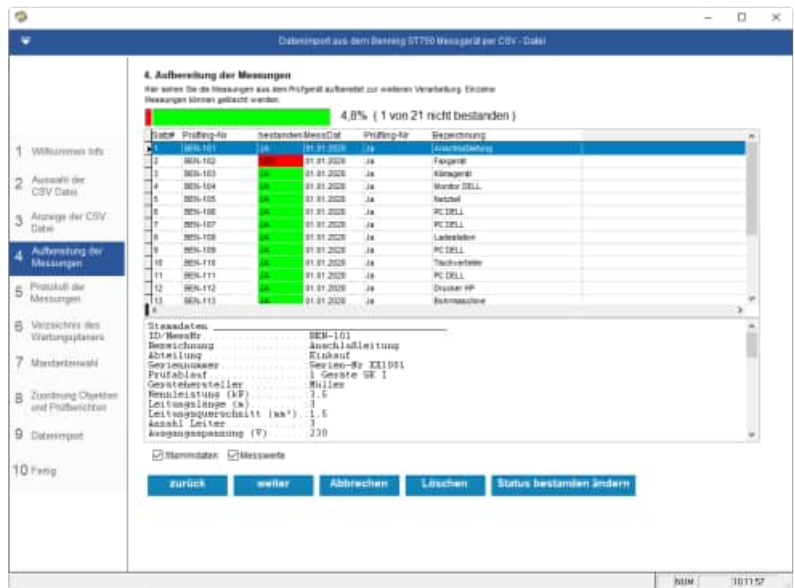 Datenimport aus dem Benning ST750 Messgerät per CSV - Datei
4. Aufbereitung der Messungen
Hier sehen Sie die Messungen aus dem Prüfgerät aufbereitet zur weiteren Verarbeitung. Einzelne
Messungen können gelöscht werden.
4,8% ( 1 von 21 nicht bestanden )
Satz# Prüfling-Nr bestanden MessDat Prüfling-Nr Bezeichnung
1 BEN-101 JA 01.01.2020 Ja Anschlußleitung
2 BEN-102 01.01.2020 Ja Faxgerät
3 BEN-103 JA 01.01.2020 Ja Klimagerät
4 BEN-104 JA 01.01.2020 Ja Monitor DELL
5 BEN-105 JA 01.01.2020 Ja Netzteil
6 BEN-106 JA 01.01.2020 Ja PC DELL
7 BEN-107 JA 01.01.2020 Ja PC DELL
8 BEN-108 JA 01.01.2020 Ja Ladestation
9 BEN-109 JA 01.01.2020 Ja PC DELL
10 BEN-110 JA 01.01.2020 Ja Tischverteiler
11 BEN-111 JA 01.01.2020 Ja PC DELL
12 BEN-112 JA 01.01.2020 Ja Drucker HP
13 BEN-113 JA 01.01.2020 Ja Bohrmaschine
1 Willkommen Info
2 Auswahl der
CSV Datei
3 Anzeige der CSV
Datei
4 Aufbereitung der
Messungen
5 Protokoll der
Messungen
6 Verzeichnis des
Wartungsplaners
7 Mandantenwahl
8 Zuordnung Objekten
und Prüfberichten
9 Datenimport
10 Fertig
Stammdaten
ID/MessNr BEN-101
Bezeichnung Anschlußleitung
Abteilung Einkauf
Seriennummer Serien-Nr XX1001
Prüfablauf 1 Geräte SK I
Gerätehersteller Müller
Nennleistung (kW) 3.5
Leitungslänge (m) 3
Leitungsquerschnitt (mm²) 1.5
Anzahl Leiter 3
Ausgangsspannung (V) 230
Stammdaten Messwerte
zurück weiter Abbrechen Löschen Status bestanden ändern
NUM 10:11:57